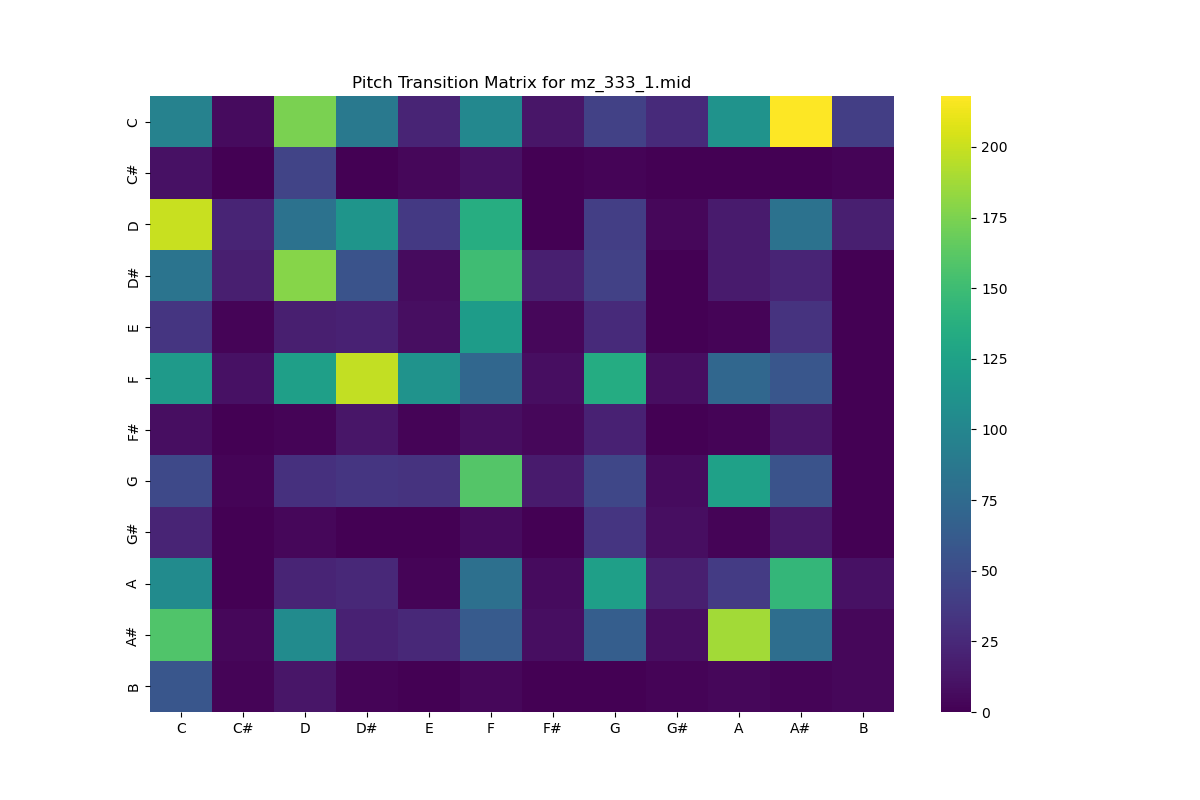 Pitch Transition Matrix for mz_333_1.mid
C
C#
D
D#
E
F
F#
G
G#
A
A#
B
C C# D D# E F F# G G# A A# B
200
175
150
125
100
75
50
25
0